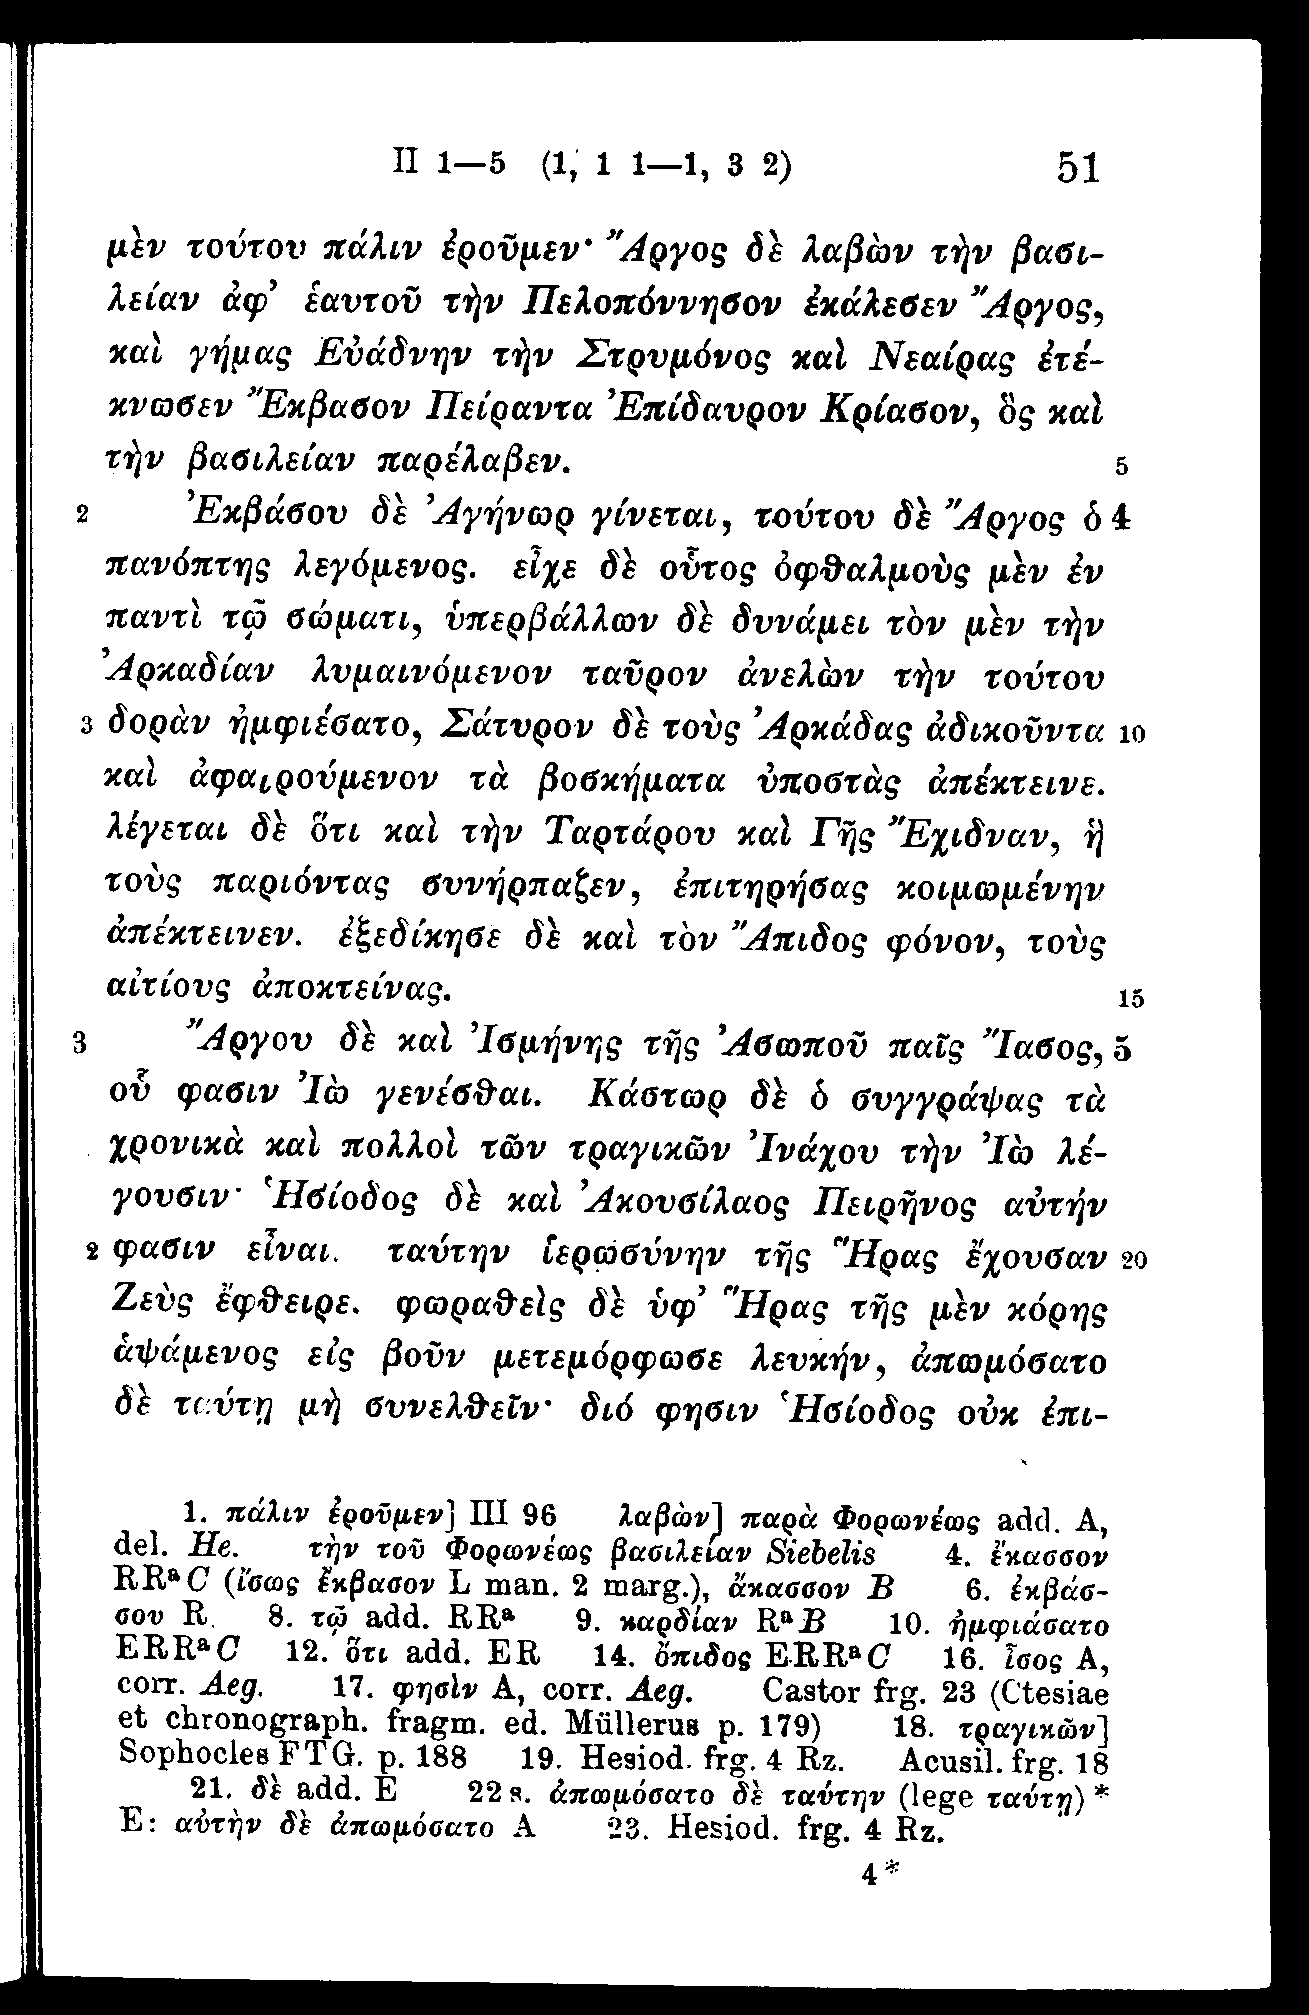 II 1—5 (1, 1 1—1, 3 2) 51
μὲν τούτου πάλιν ἐροῦμεν· Ἄργος δὲ λαβὼν τὴν βασι-
λείαν ἀφ’ ἑαυτοῦ τὴν Πελοπόννησον ἐκάλεσεν Ἄργος,
καὶ γήμας Εὐάδνην τὴν Στρυμόνος καὶ Νεαίρας ἐτέ-
κνωσεν Ἔκβασον Πείραντα Ἐπίδαυρον Κρίασον, ὃς καὶ
τὴν βασιλείαν παρέλαβεν. 5
2 Ἐκβάσου δὲ Ἀγήνωρ γίνεται, τούτου δὲ Ἄργος ὁ 4
πανόπτης λεγόμενος. εἶχε δὲ οὗτος ὀφθαλμοὺς μὲν ἐν
παντὶ τῷ σώματι, ὑπερβάλλων δὲ δυνάμει τὸν μὲν τὴν
Ἀρκαδίαν λυμαινόμενον ταῦρον ἀνελὼν τὴν τούτου
3 δορὰν ἠμφιέσατο, Σάτυρον δὲ τοὺς Ἀρκάδας ἀδικοῦντα 10
καὶ ἀφαιρούμενον τὰ βοσκήματα ὑποστὰς ἀπέκτεινε.
λέγεται δὲ ὅτι καὶ τὴν Ταρτάρου καὶ Γῆς Ἔχιδναν, ἣ
τοὺς παριόντας συνήρπαζεν, ἐπιτηρήσας κοιμωμένην
ἀπέκτεινεν. ἐξεδίκησε δὲ καὶ τὸν Ἄπιδος φόνον, τοὺς
αἰτίους ἀποκτείνας. 15
3 Ἄργου δὲ καὶ Ἰσμήνης τῆς Ἀσωποῦ παῖς Ἴασος, 5
οὗ φασιν Ἰὼ γενέσθαι. Κάστωρ δὲ ὁ συγγράψας τὰ
χρονικὰ καὶ πολλοὶ τῶν τραγικῶν Ἰνάχου τὴν Ἰὼ λέ-
γουσιν· Ἡσίοδος δὲ καὶ Ἀκουσίλαος Πειρῆνος αὐτήν
2 φασιν εἶναι. ταύτην ἱερωσύνην τῆς Ἥρας ἔχουσαν 20
Ζεὺς ἔφθειρε. φωραθεὶς δὲ ὑφ’ Ἥρας τῆς μὲν κόρης
ἁψάμενος εἰς βοῦν μετεμόρφωσε λευκήν, ἀπωμόσατο
δὲ ταύτῃ μὴ συνελθεῖν· διό φησιν Ἡσίοδος οὐκ ἐπι-
1. πάλιν ἐροῦμεν] III 96 λαβὼν] παρὰ Φορωνέως add. A,
del. He. τὴν τοῦ Φορωνέως βασιλείαν Siebelis 4. ἔκασσον
RRᵃC (ἴσως ἔκβασον L man. 2 marg.), ἄκασσον B 6. ἐκβάσ-
σου R. 8. τῷ add. RRᵃ 9. καρδίαν RᵃB 10. ἠμφιάσατο
ERRᵃC 12. ὅτι add. ER 14. ὄπιδος ERRᵃC 16. ἶσος A,
corr. Aeg. 17. φησὶν A, corr. Aeg. Castor frg. 23 (Ctesiae
et chronograph. fragm. ed. Müllerus p. 179) 18. τραγικῶν]
Sophocles FTG. p. 188 19. Hesiod. frg. 4 Rz. Acusil. frg. 18
21. δὲ add. E 22 s. ἀπωμόσατο δὲ ταύτην (lege ταύτῃ) *
E: αὐτὴν δὲ ἀπωμόσατο A 23. Hesiod. frg. 4 Rz.
4*